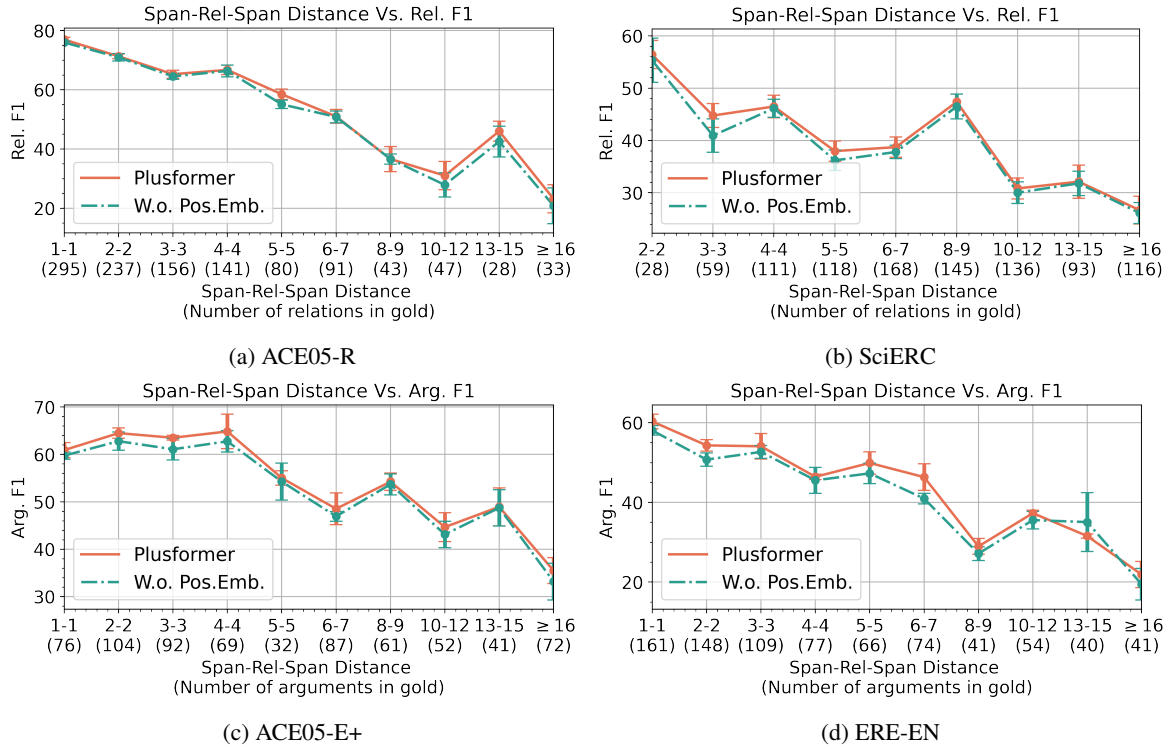 Span-Rel-Span Distance Vs. Rel. F1
Rel. F1
80
60
40
20
Plusformer
W.o. Pos.Emb.
1-1 2-2 3-3 4-4 5-5 6-7 8-9 10-12 13-15 ≥ 16
(295) (237) (156) (141) (80) (91) (43) (47) (28) (33)
Span-Rel-Span Distance
(Number of relations in gold)
(a) ACE05-R
Span-Rel-Span Distance Vs. Rel. F1
Rel. F1
60
50
40
30
Plusformer
W.o. Pos.Emb.
2-2 3-3 4-4 5-5 6-7 8-9 10-12 13-15 ≥ 16
(28) (59) (111) (118) (168) (145) (136) (93) (116)
Span-Rel-Span Distance
(Number of relations in gold)
(b) SciERC
Span-Rel-Span Distance Vs. Arg. F1
Arg. F1
70
60
50
40
30
Plusformer
W.o. Pos.Emb.
1-1 2-2 3-3 4-4 5-5 6-7 8-9 10-12 13-15 ≥ 16
(76) (104) (92) (69) (32) (87) (61) (52) (41) (72)
Span-Rel-Span Distance
(Number of arguments in gold)
(c) ACE05-E+
Span-Rel-Span Distance Vs. Arg. F1
Arg. F1
60
40
20
Plusformer
W.o. Pos.Emb.
1-1 2-2 3-3 4-4 5-5 6-7 8-9 10-12 13-15 ≥ 16
(161) (148) (109) (77) (66) (74) (41) (54) (40) (41)
Span-Rel-Span Distance
(Number of arguments in gold)
(d) ERE-EN